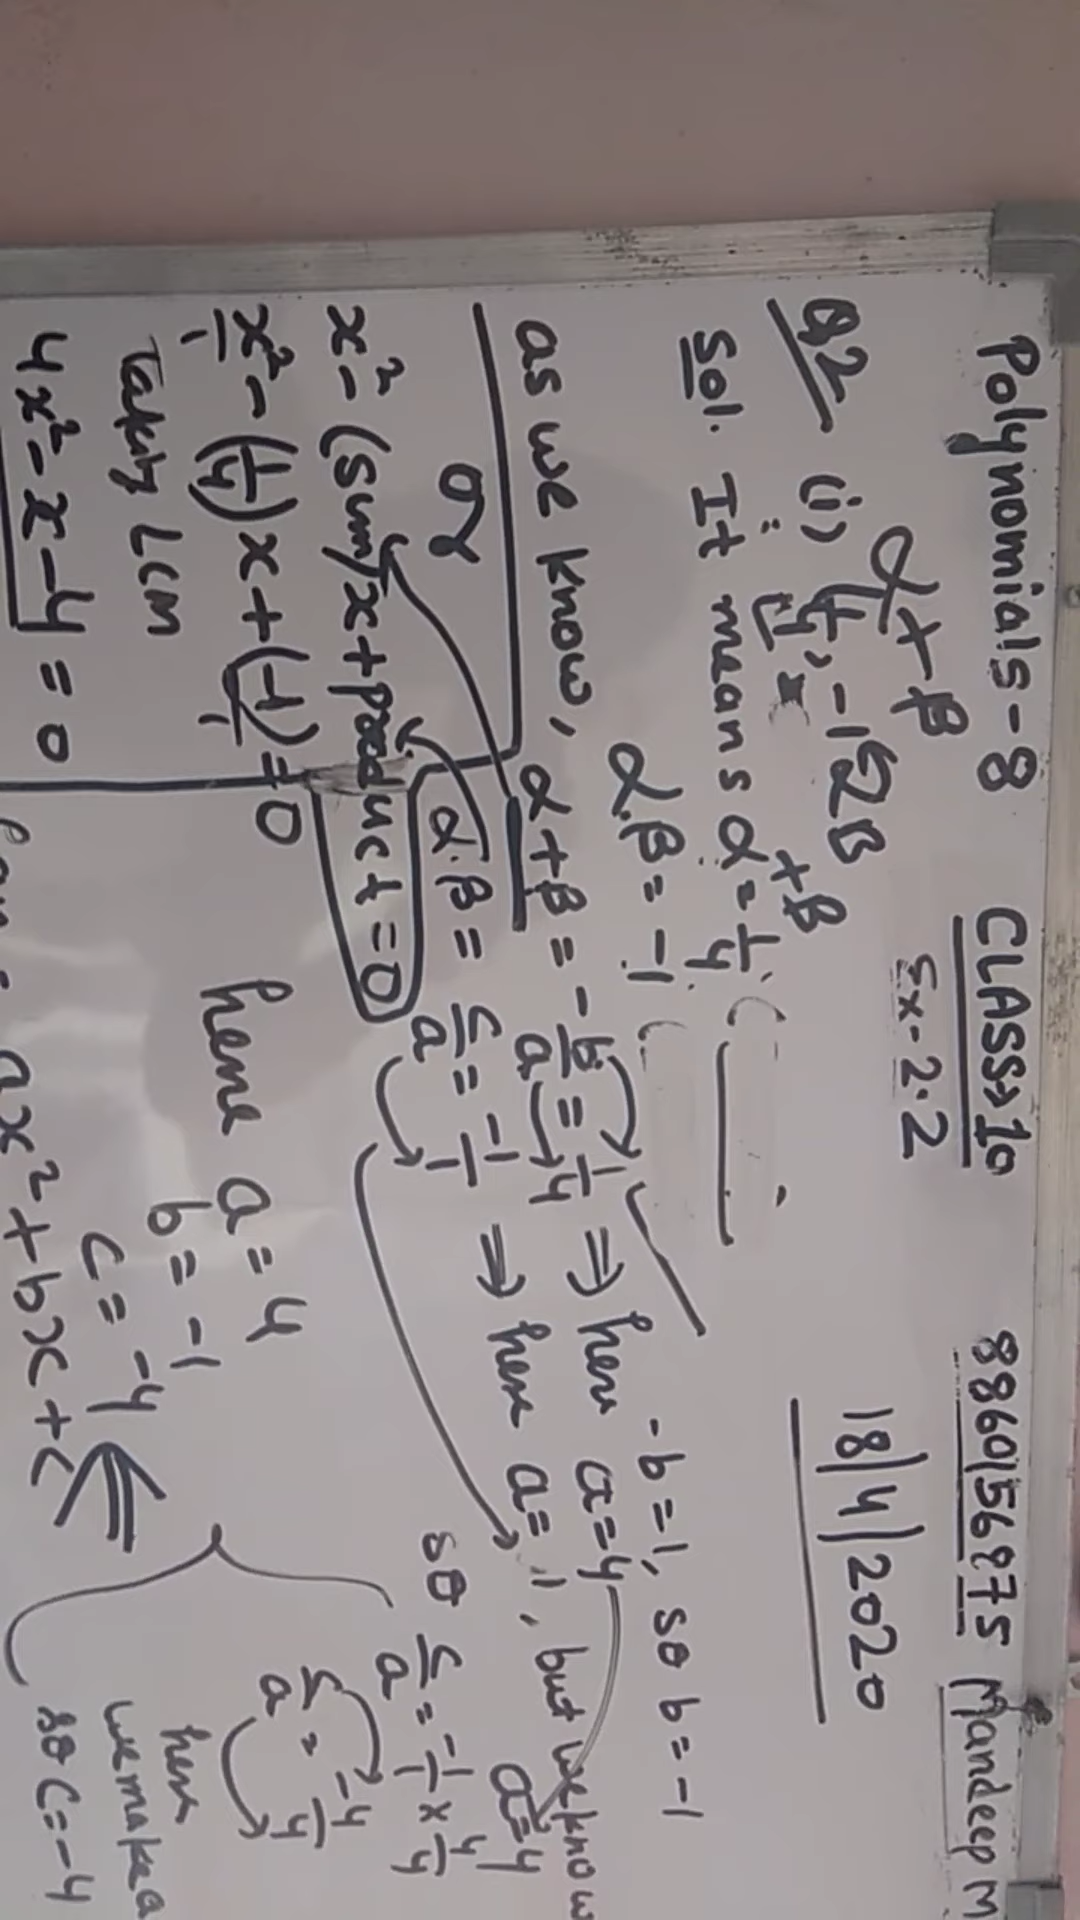 Polynomials-8 CLASS→10 8860156875 Mandeep M
Ex-2.2
α+β
Q2 (i) 1/4, -1 αβ 18/4/2020
Sol. It means α+β = 1/4
α.β = -1
-b=1, so b=-1
as we know, α+β = -b/a = 1/4 ⇒ here a=4
α.β = c/a = -1/1 ⇒ here a=1, but we know a=4
or
x² - (sum)x + product = 0
so c/a = -1/1 × 4/4
x²/1 - (1/4)x + (-1/1) = 0
c/a = -4/4
Taking LCM
here a = 4
b = -1
c = -4
here
we make a
so c=-4
4x² - x - 4 = 0
ax² + bx + c